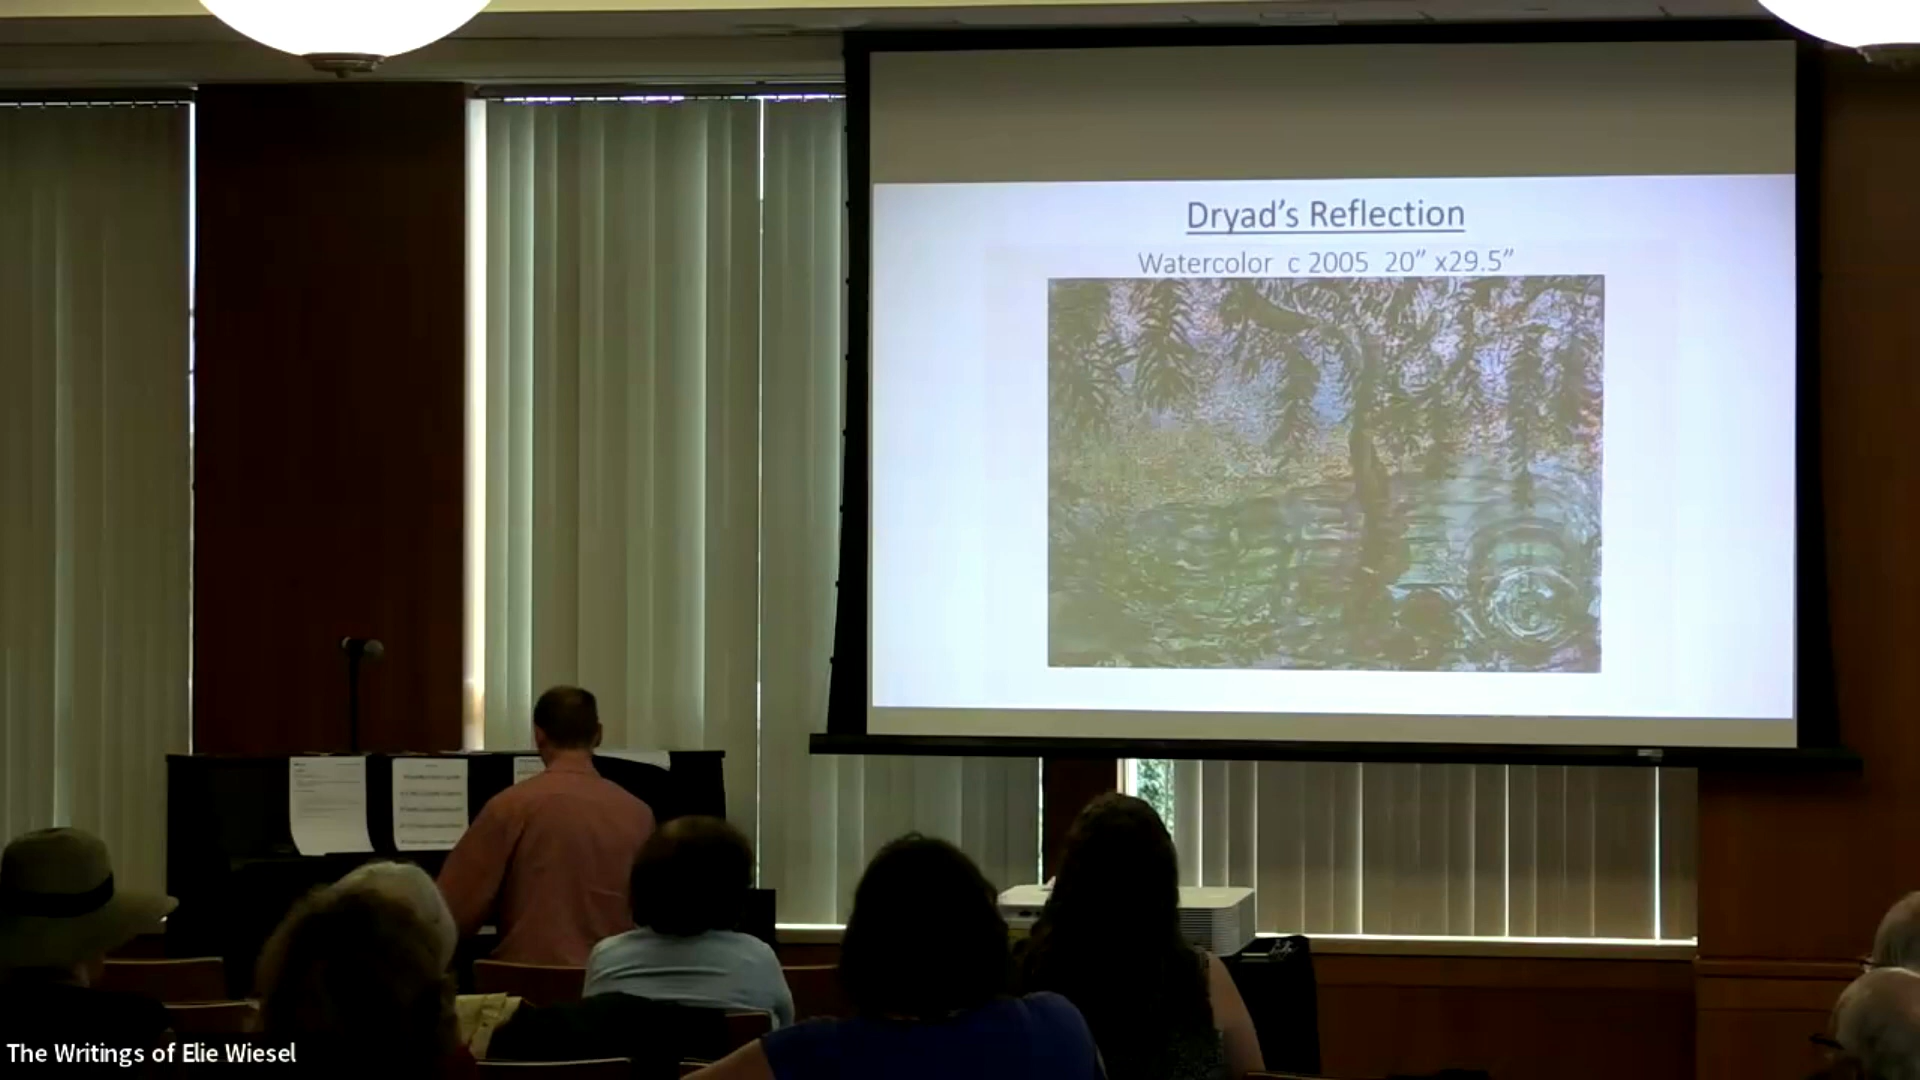 Dryad's Reflection
Watercolor c 2005 20" x29.5"
The Writings of Elie Wiesel